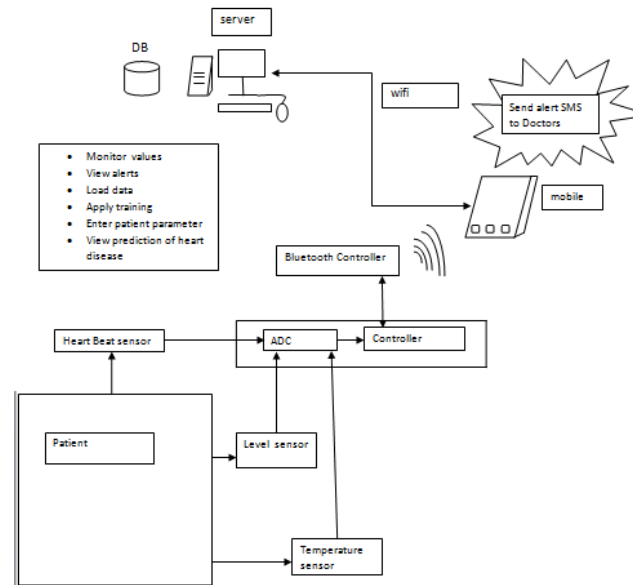 server
DB
wifi
Send alert SMS
to Doctors
Monitor values
View alerts
Load data
Apply training
Enter patient parameter
View prediction of heart
disease
mobile
Bluetooth Controller
Heart Beat sensor
ADC
Controller
Patient
Level sensor
Temperature
sensor